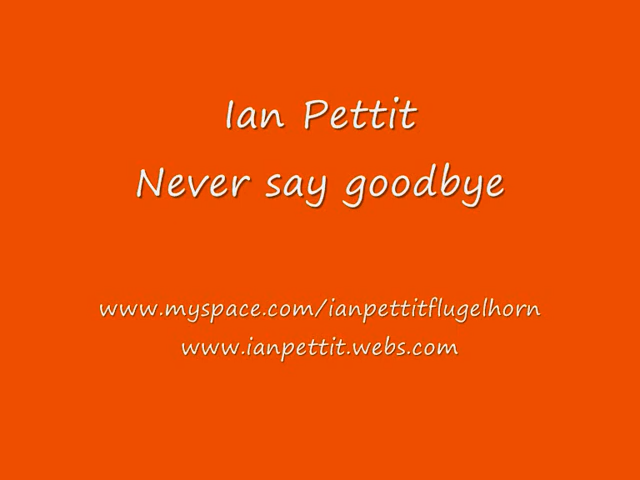 Ian Pettit
Never say goodbye
www.myspace.com/ianpettitflugelhorn
www.ianpettit.webs.com